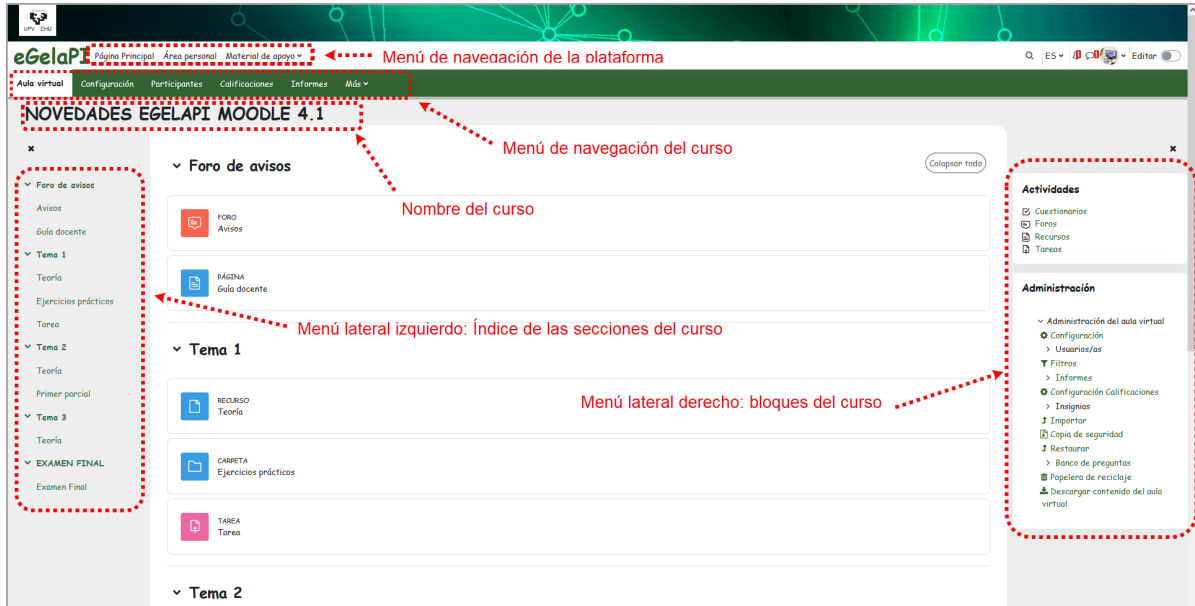 UPV EHU
eGelaPI Página Principal Área personal Material de apoyo
Menú de navegación de la plataforma
ES
Editar
Aula virtual Configuración Participantes Calificaciones Informes Más
NOVEDADES EGELAPI MOODLE 4.1
Menú de navegación del curso
Nombre del curso
Foro de avisos
Avisos
Guía docente
Tema 1
Teoría
Ejercicios prácticos
Tarea
Tema 2
Teoría
Primer parcial
Tema 3
Teoría
EXAMEN FINAL
Examen Final
Menú lateral izquierdo: Índice de las secciones del curso
Foro de avisos
Colapsar todo
FORO
Avisos
PÁGINA
Guía docente
Tema 1
RECURSO
Teoría
CARPETA
Ejercicios prácticos
TAREA
Tarea
Tema 2
Menú lateral derecho: bloques del curso
Actividades
Cuestionarios
Foros
Recursos
Tareas
Administración
Administración del aula virtual
Configuración
Usuarios/as
Filtros
Informes
Configuración Calificaciones
Insignias
Importar
Copia de seguridad
Restaurar
Banco de preguntas
Papelera de reciclaje
Descargar contenido del aula
virtual